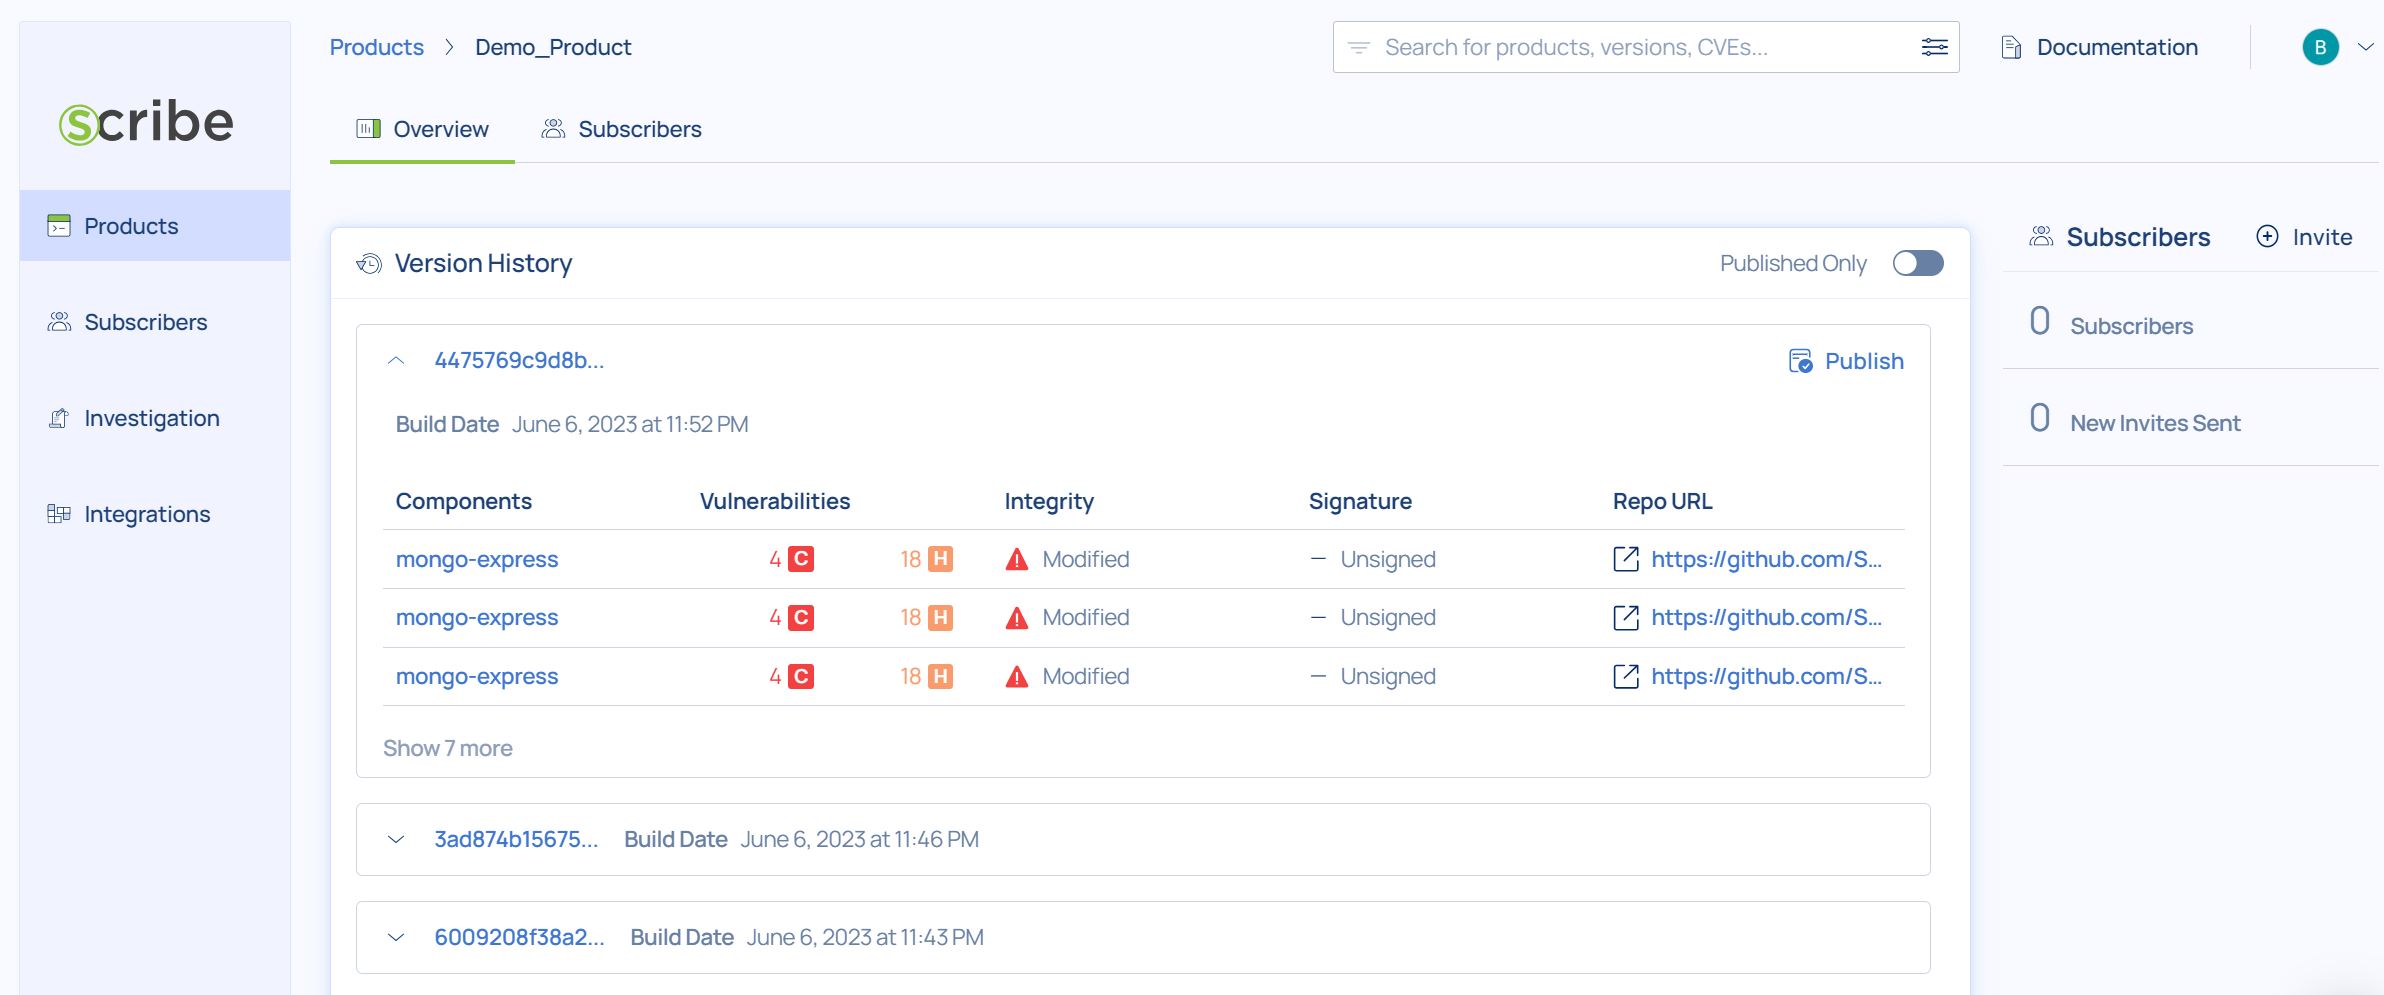 Products > Demo_Product
Search for products, versions, CVEs...
Documentation
B
scribe
Overview
Subscribers
Products
Subscribers
Investigation
Integrations
Version History
Published Only
4475769c9d8b...
Publish
Build Date June 6, 2023 at 11:52 PM
Components Vulnerabilities Integrity Signature Repo URL
mongo-express 4 C 18 H Modified – Unsigned https://github.com/S...
mongo-express 4 C 18 H Modified – Unsigned https://github.com/S...
mongo-express 4 C 18 H Modified – Unsigned https://github.com/S...
Show 7 more
3ad874b15675... Build Date June 6, 2023 at 11:46 PM
6009208f38a2... Build Date June 6, 2023 at 11:43 PM
Subscribers
Invite
0 Subscribers
0 New Invites Sent